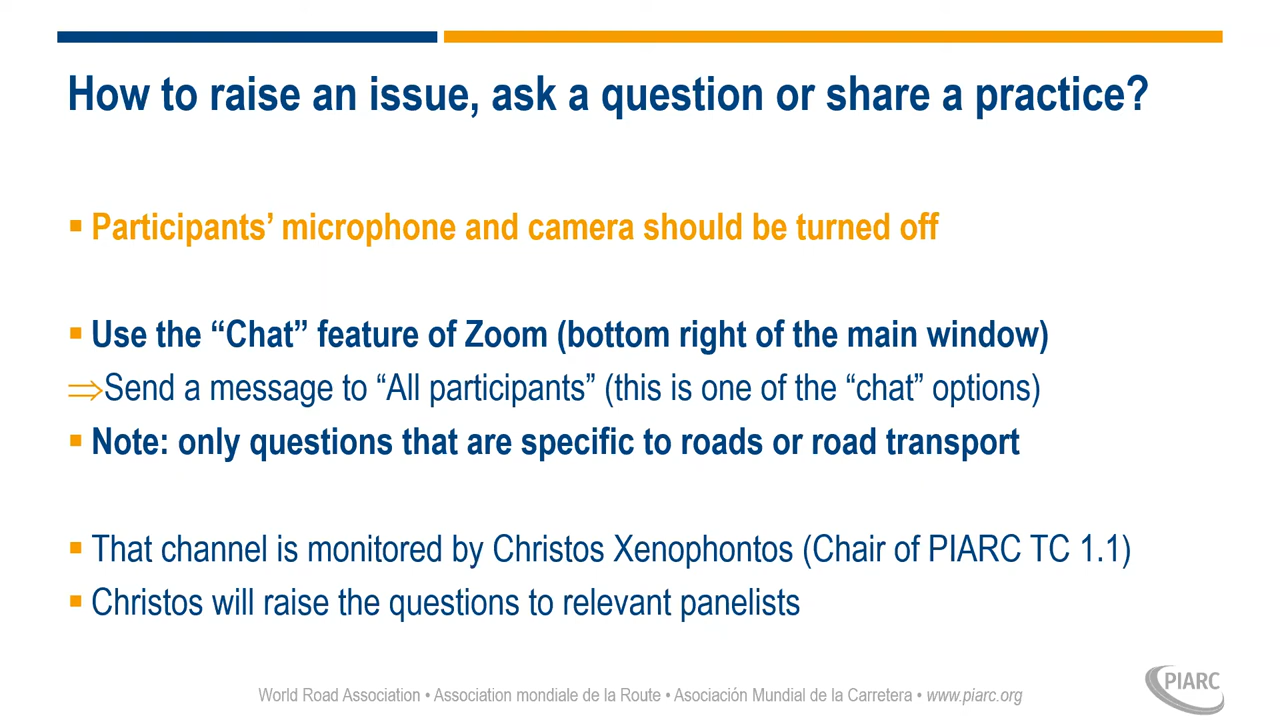 How to raise an issue, ask a question or share a practice?
▪ Participants’ microphone and camera should be turned off
▪ Use the “Chat” feature of Zoom (bottom right of the main window)
⇒Send a message to “All participants” (this is one of the “chat” options)
▪ Note: only questions that are specific to roads or road transport
▪ That channel is monitored by Christos Xenophontos (Chair of PIARC TC 1.1)
▪ Christos will raise the questions to relevant panelists
World Road Association • Association mondiale de la Route • Asociación Mundial de la Carretera • www.piarc.org
PIARC